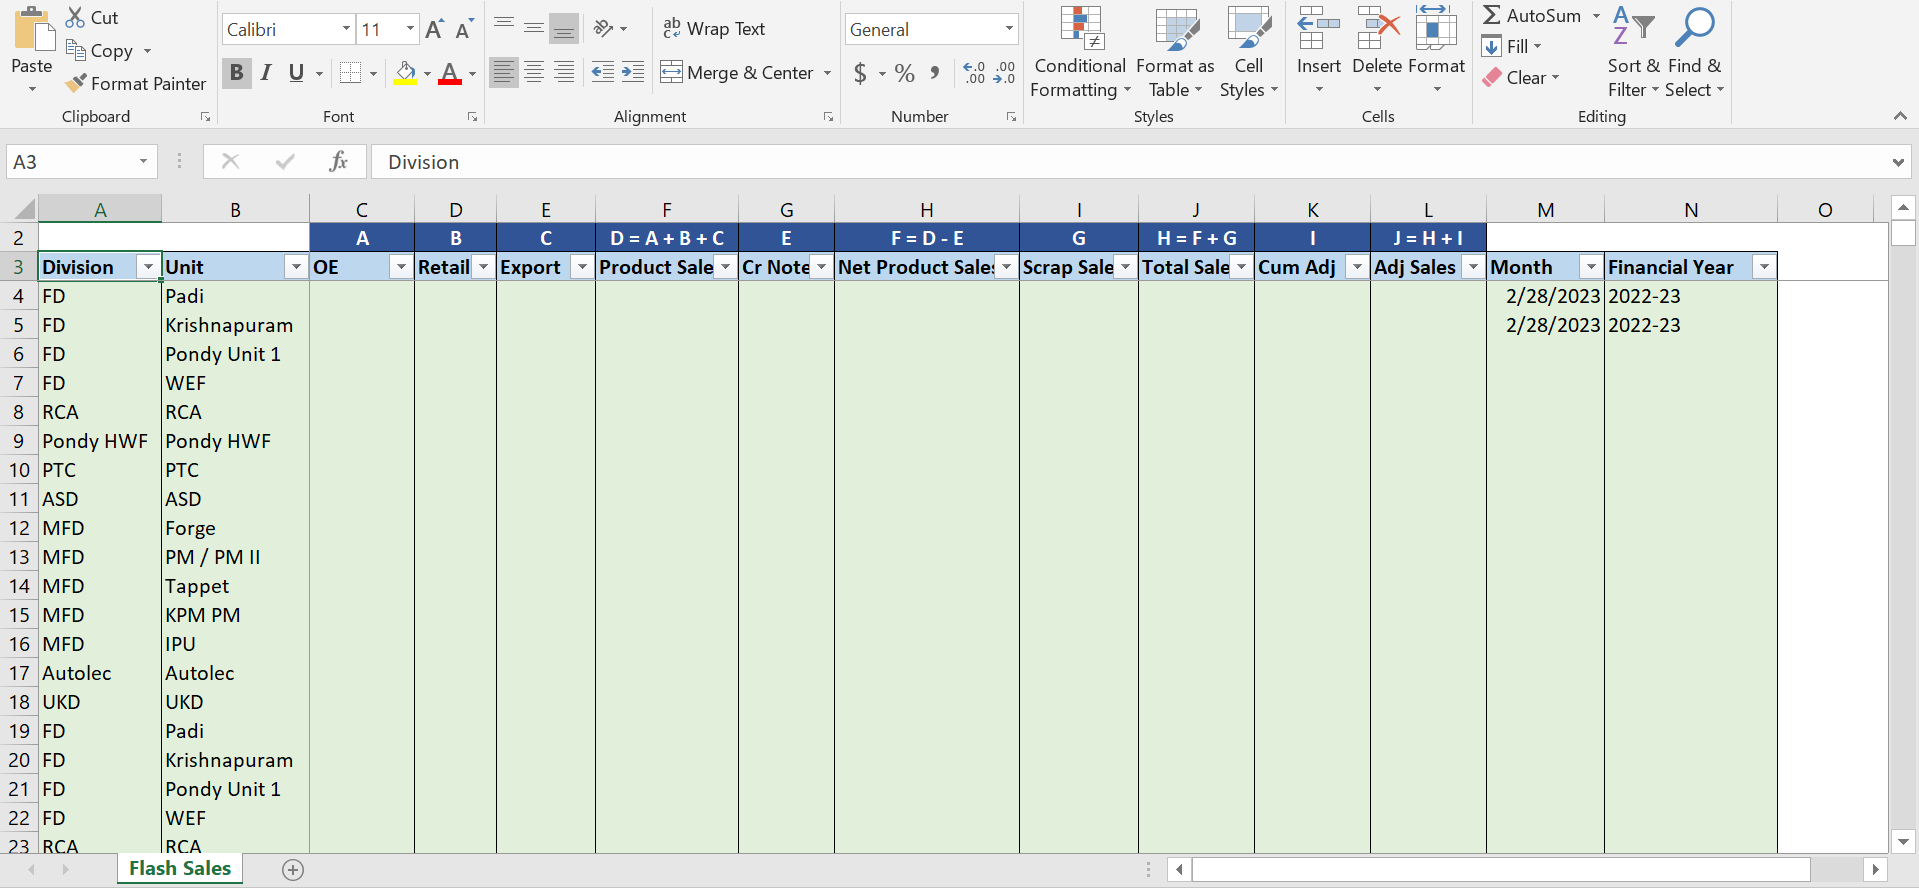 Cut
Copy
Format Painter
Paste
Clipboard
Calibri 11
A A
B I U A
Font
ab Wrap Text
Merge & Center
Alignment
General
$ % , .0 .00 .00 .0
Number
Conditional Formatting
Format as Table
Cell Styles
Styles
Insert Delete Format
Cells
AutoSum
Fill
Clear
Sort & Filter
Find & Select
Editing
A3 fx Division
A B C D E F G H I J K L M N O
2 A B C D = A + B + C E F = D - E G H = F + G I J = H + I
3 Division Unit OE Retail Export Product Sale Cr Note Net Product Sales Scrap Sale Total Sale Cum Adj Adj Sales Month Financial Year
4 FD Padi 2/28/2023 2022-23
5 FD Krishnapuram 2/28/2023 2022-23
6 FD Pondy Unit 1
7 FD WEF
8 RCA RCA
9 Pondy HWF Pondy HWF
10 PTC PTC
11 ASD ASD
12 MFD Forge
13 MFD PM / PM II
14 MFD Tappet
15 MFD KPM PM
16 MFD IPU
17 Autolec Autolec
18 UKD UKD
19 FD Padi
20 FD Krishnapuram
21 FD Pondy Unit 1
22 FD WEF
23 RCA RCA
Flash Sales